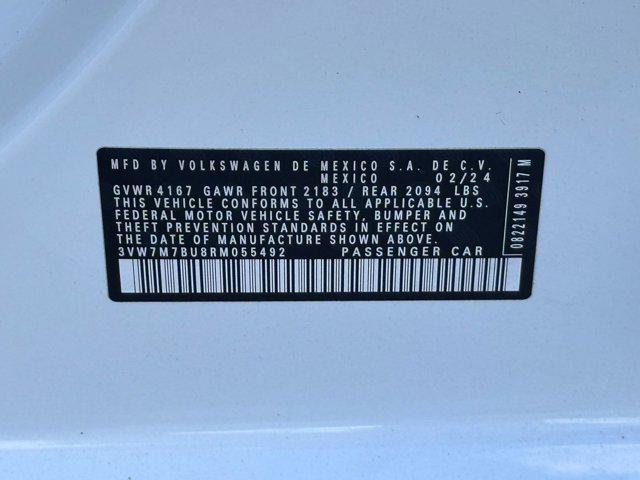 MFD BY VOLKSWAGEN DE MEXICO S.A. DE C.V.
MEXICO 02/24
GVWR 4167 GAWR FRONT 2183 / REAR 2094 LBS
THIS VEHICLE CONFORMS TO ALL APPLICABLE U.S.
FEDERAL MOTOR VEHICLE SAFETY, BUMPER AND
THEFT PREVENTION STANDARDS IN EFFECT ON
THE DATE OF MANUFACTURE SHOWN ABOVE.
3VW7M7BU8RM055492 PASSENGER CAR
0822149 3917 M